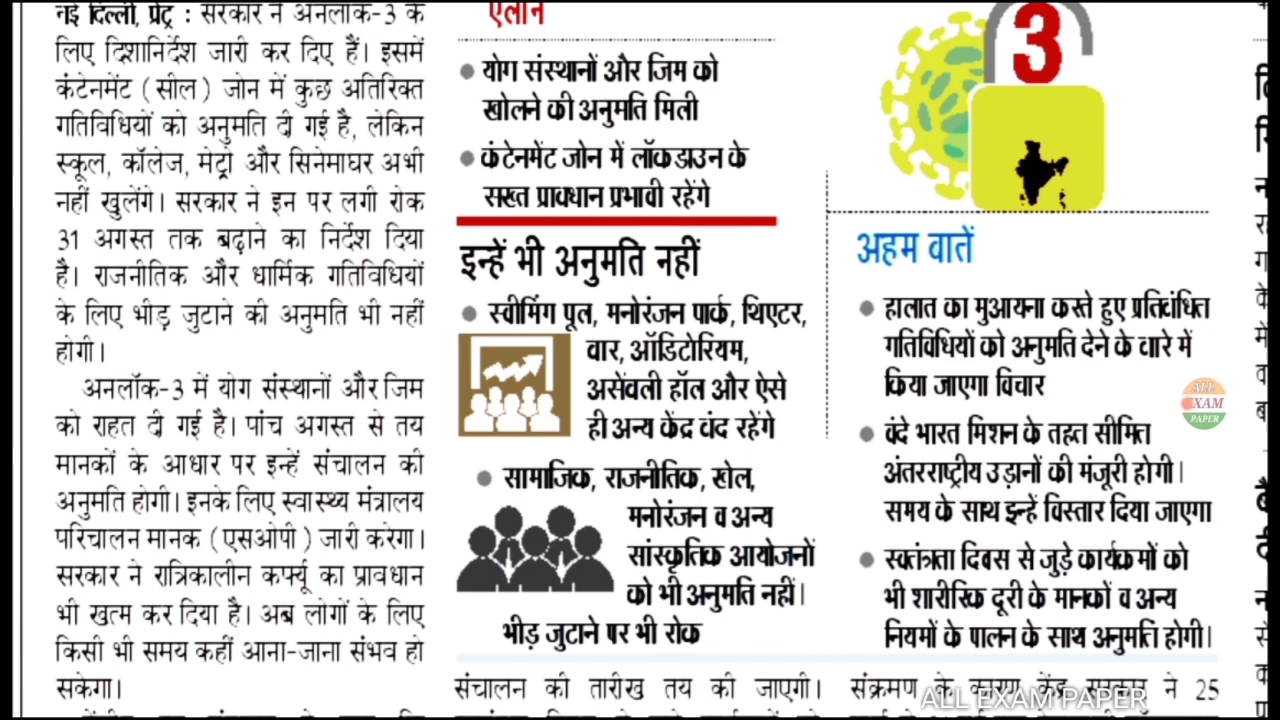 नई दिल्ली, प्रेट्र : सरकार ने अनलॉक-3 के
लिए दिशानिर्देश जारी कर दिए हैं। इसमें
कंटेनमेंट (सील) जोन में कुछ अतिरिक्त
गतिविधियों को अनुमति दी गई है, लेकिन
स्कूल, कॉलेज, मेट्रो और सिनेमाघर अभी
नहीं खुलेंगे। सरकार ने इन पर लगी रोक
31 अगस्त तक बढ़ाने का निर्देश दिया
है। राजनीतिक और धार्मिक गतिविधियों
के लिए भीड़ जुटाने की अनुमति भी नहीं
होगी।
अनलॉक-3 में योग संस्थानों और जिम
को राहत दी गई है। पांच अगस्त से तय
मानकों के आधार पर इन्हें संचालन की
अनुमति होगी। इनके लिए स्वास्थ्य मंत्रालय
परिचालन मानक (एसओपी) जारी करेगा।
सरकार ने रात्रिकालीन कर्फ्यू का प्रावधान
भी खत्म कर दिया है। अब लोगों के लिए
किसी भी समय कहीं आना-जाना संभव हो
सकेगा।
ऐलान
योग संस्थानों और जिम को
खोलने की अनुमति मिली
कंटेनमेंट जोन में लॉकडाउन के
सख्त प्रावधान प्रभावी रहेंगे
इन्हें भी अनुमति नहीं
स्वीमिंग पूल, मनोरंजन पार्क, थिएटर,
बार, ऑडिटोरियम,
असेंबली हॉल और ऐसे
ही अन्य केंद्र बंद रहेंगे
सामाजिक, राजनीतिक, खेल,
मनोरंजन व अन्य
सांस्कृतिक आयोजनों
को भी अनुमति नहीं।
भीड़ जुटाने पर भी रोक
संचालन की तारीख तय की जाएगी।
3
अहम बातें
हालात का मुआयना करते हुए प्रतिबंधित
गतिविधियों को अनुमति देने के बारे में
किया जाएगा विचार
वंदे भारत मिशन के तहत सीमित
अंतरराष्ट्रीय उड़ानों की मंजूरी होगी।
समय के साथ इन्हें विस्तार दिया जाएगा
स्वतंत्रता दिवस से जुड़े कार्यक्रमों को
भी शारीरिक दूरी के मानकों व अन्य
नियमों के पालन के साथ अनुमति होगी।
संक्रमण के कारण केंद्र सरकार ने 25
ALL
EXAM
PAPER
ALL EXAM PAPER